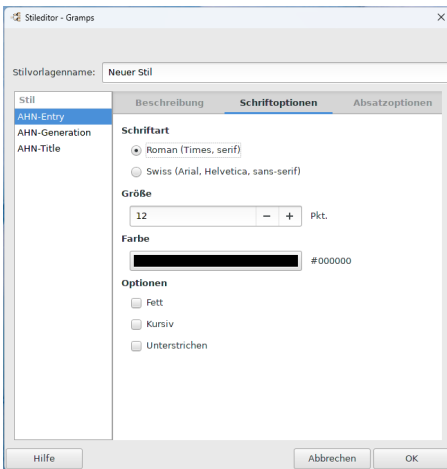 Stileditor - Gramps
Stilvorlagenname: Neuer Stil
Stil
AHN-Entry
AHN-Generation
AHN-Title
Beschreibung Schriftoptionen Absatzoptionen
Schriftart
Roman (Times, serif)
Swiss (Arial, Helvetica, sans-serif)
Größe
12 − + Pkt.
Farbe
#000000
Optionen
Fett
Kursiv
Unterstrichen
Hilfe Abbrechen OK